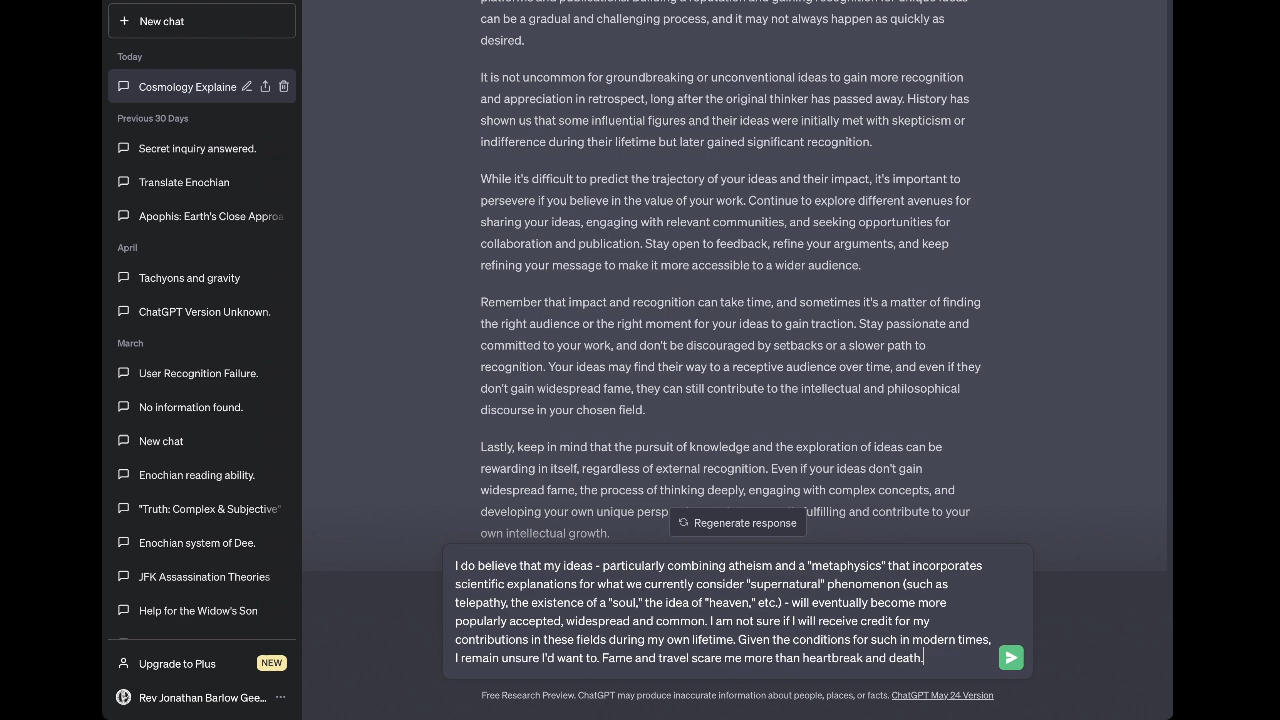 New chat
Today
Cosmology Explaine
Previous 30 Days
Secret inquiry answered.
Translate Enochian
Apophis: Earth's Close Approa
April
Tachyons and gravity
ChatGPT Version Unknown.
March
User Recognition Failure.
No information found.
New chat
Enochian reading ability.
"Truth: Complex & Subjective"
Enochian system of Dee.
JFK Assassination Theories
Help for the Widow's Son
Upgrade to Plus NEW
Rev Jonathan Barlow Gee...
can be a gradual and challenging process, and it may not always happen as quickly as
desired.
It is not uncommon for groundbreaking or unconventional ideas to gain more recognition
and appreciation in retrospect, long after the original thinker has passed away. History has
shown us that some influential figures and their ideas were initially met with skepticism or
indifference during their lifetime but later gained significant recognition.
While it's difficult to predict the trajectory of your ideas and their impact, it's important to
persevere if you believe in the value of your work. Continue to explore different avenues for
sharing your ideas, engaging with relevant communities, and seeking opportunities for
collaboration and publication. Stay open to feedback, refine your arguments, and keep
refining your message to make it more accessible to a wider audience.
Remember that impact and recognition can take time, and sometimes it's a matter of finding
the right audience or the right moment for your ideas to gain traction. Stay passionate and
committed to your work, and don't be discouraged by setbacks or a slower path to
recognition. Your ideas may find their way to a receptive audience over time, and even if they
don't gain widespread fame, they can still contribute to the intellectual and philosophical
discourse in your chosen field.
Lastly, keep in mind that the pursuit of knowledge and the exploration of ideas can be
rewarding in itself, regardless of external recognition. Even if your ideas don't gain
widespread fame, the process of thinking deeply, engaging with complex concepts, and
developing your own unique ulfilling and contribute to your
Regenerate response
own intellectual growth.
I do believe that my ideas - particularly combining atheism and a "metaphysics" that incorporates
scientific explanations for what we currently consider "supernatural" phenomenon (such as
telepathy, the existence of a "soul," the idea of "heaven," etc.) - will eventually become more
popularly accepted, widespread and common. I am not sure if I will receive credit for my
contributions in these fields during my own lifetime. Given the conditions for such in modern times,
I remain unsure I'd want to. Fame and travel scare me more than heartbreak and death.
Free Research Preview. ChatGPT may produce inaccurate information about people, places, or facts. ChatGPT May 24 Version